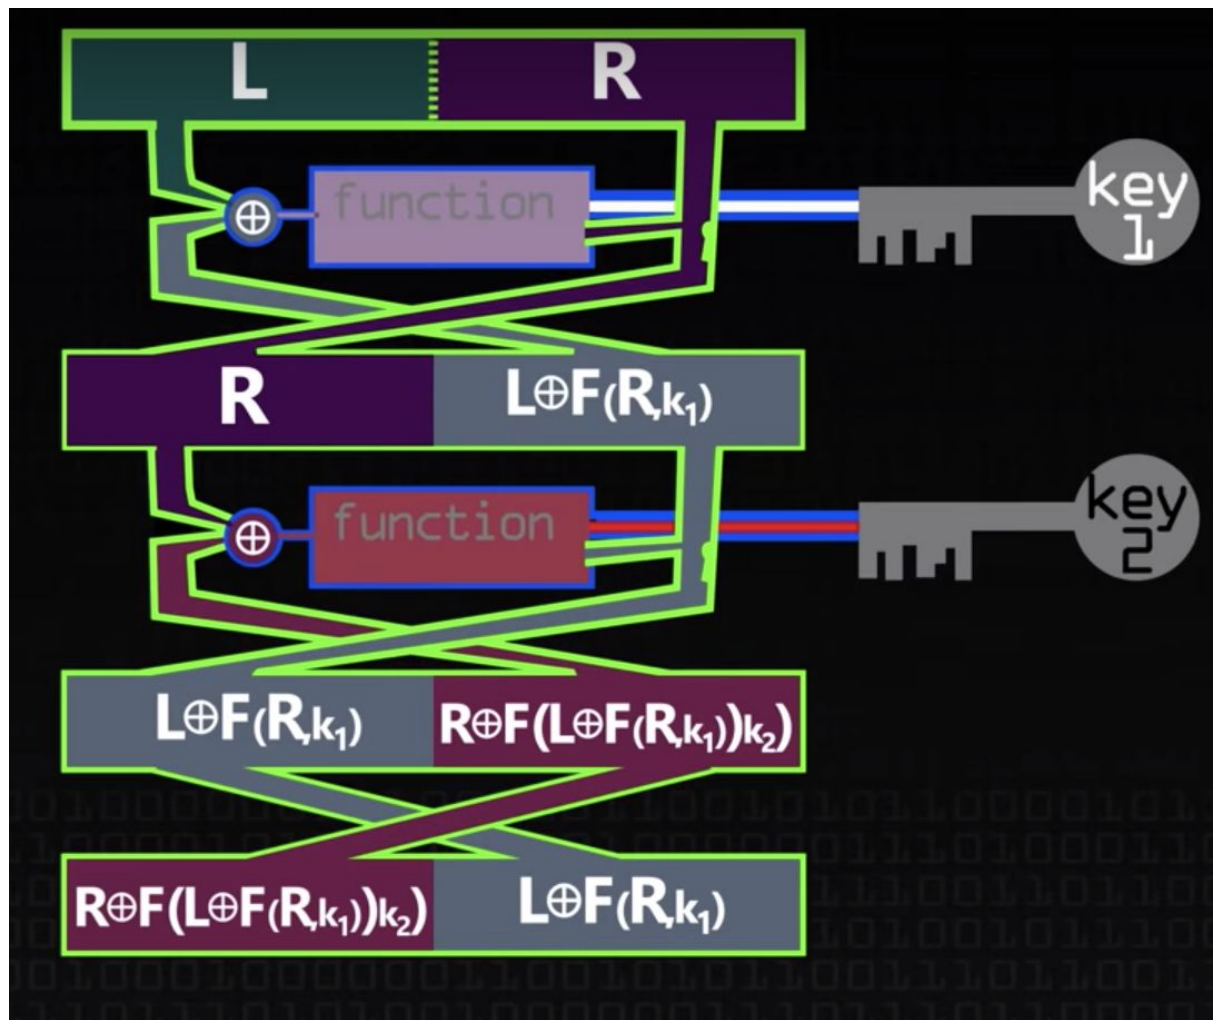 L R
function
key
1
R L⊕F(R,k₁)
function
key
2
L⊕F(R,k₁) R⊕F(L⊕F(R,k₁))k₂)
R⊕F(L⊕F(R,k₁))k₂) L⊕F(R,k₁)